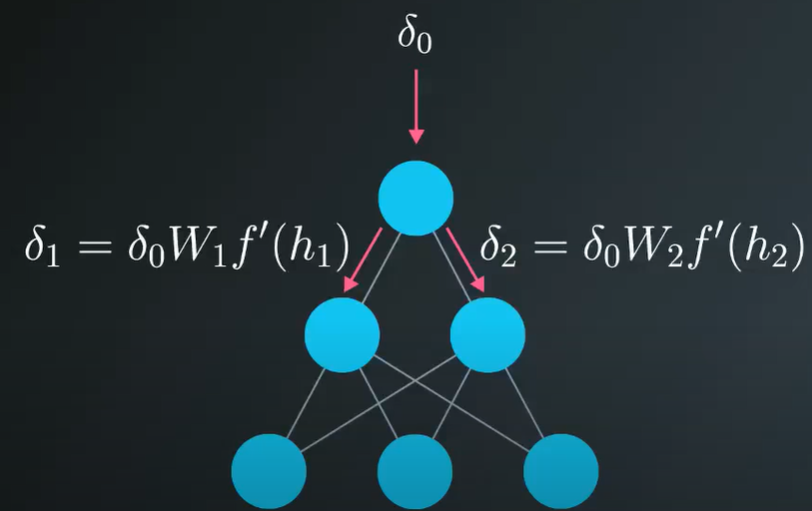 δ₀
δ₁ = δ₀W₁f′(h₁)
δ₂ = δ₀W₂f′(h₂)